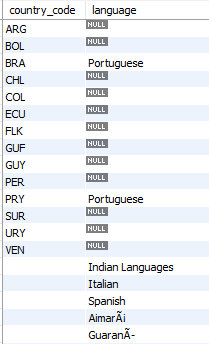 country_code language
ARG NULL
BOL NULL
BRA Portuguese
CHL NULL
COL NULL
ECU NULL
FLK NULL
GUF NULL
GUY NULL
PER NULL
PRY Portuguese
SUR NULL
URY NULL
VEN NULL
Indian Languages
Italian
Spanish
AimarÃ¡
GuaranÃ-